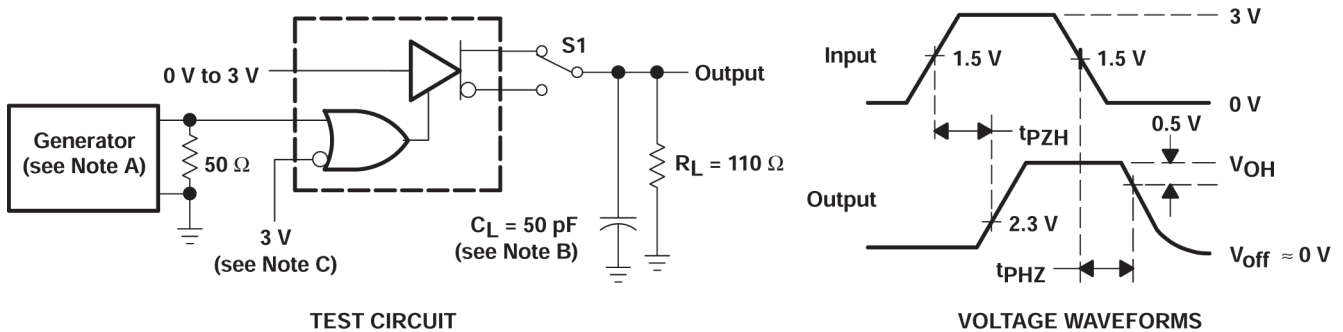 0 V to 3 V
Generator
(see Note A)
50 Ω
3 V
(see Note C)
S1
Output
R_L = 110 Ω
C_L = 50 pF
(see Note B)
TEST CIRCUIT
Input
1.5 V
1.5 V
3 V
0 V
t_PZH
0.5 V
V_OH
Output
2.3 V
t_PHZ
V_off ≈ 0 V
VOLTAGE WAVEFORMS